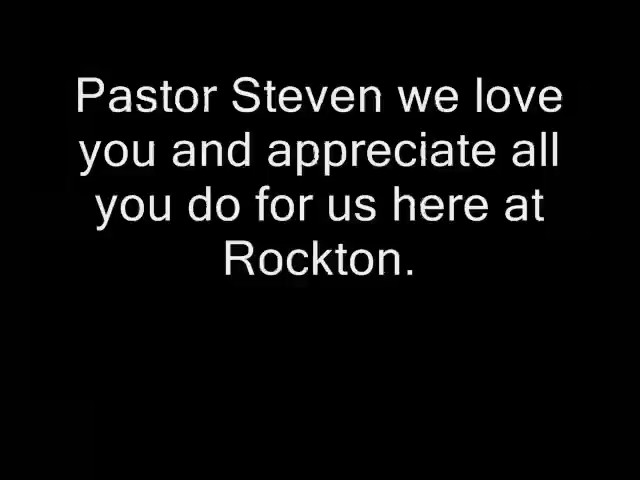 Pastor Steven we love
you and appreciate all
you do for us here at
Rockton.